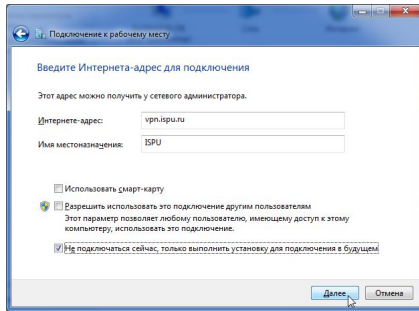 Подключение к рабочему месту
Введите Интернета-адрес для подключения
Этот адрес можно получить у сетевого администратора.
Интернете-адрес:
vpn.ispu.ru
Имя местоназначения:
ISPU
Использовать смарт-карту
Разрешить использовать это подключение другим пользователям
Этот параметр позволяет любому пользователю, имеющему доступ к этому
компьютеру, использовать это подключение.
Не подключаться сейчас, только выполнить установку для подключения в будущем
Далее
Отмена